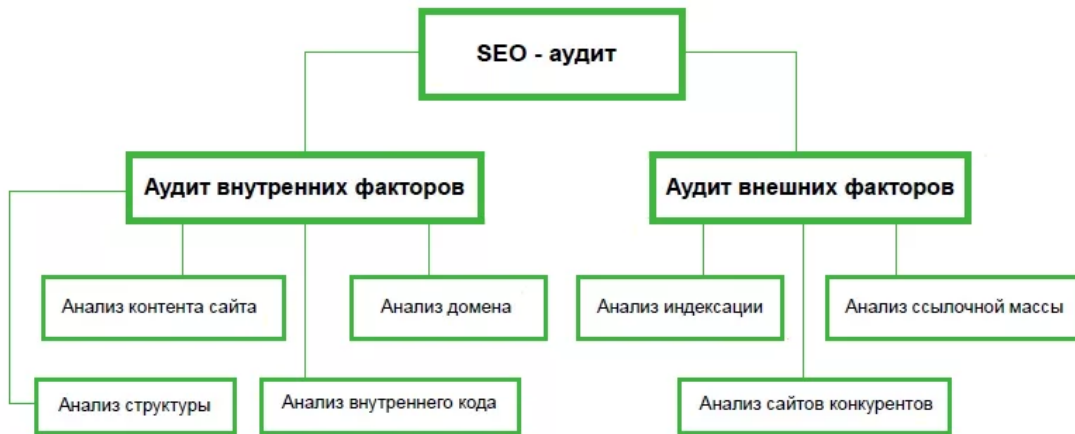 SEO - аудит
Аудит внутренних факторов
Аудит внешних факторов
Анализ контента сайта
Анализ домена
Анализ индексации
Анализ ссылочной массы
Анализ структуры
Анализ внутреннего кода
Анализ сайтов конкурентов